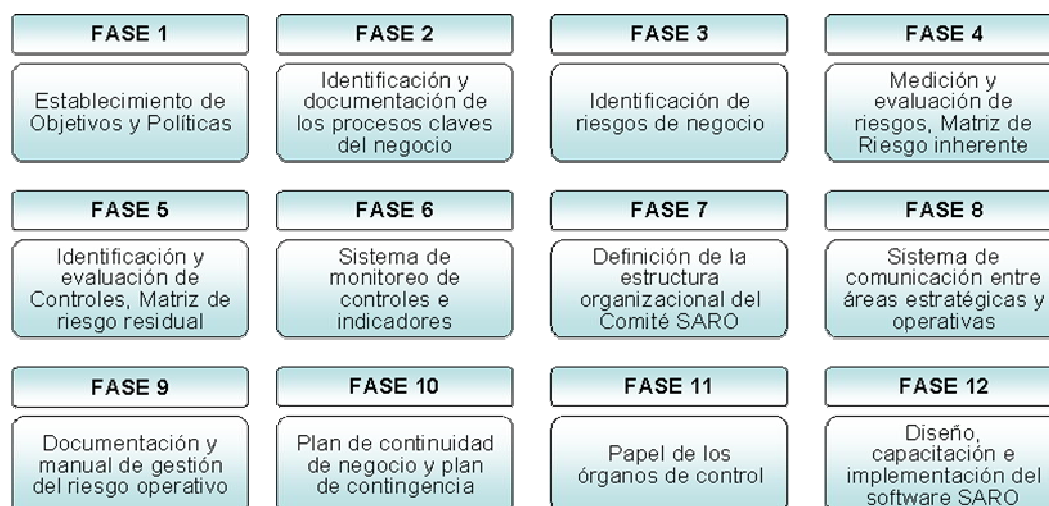 FASE 1
Establecimiento de
Objetivos y Políticas
FASE 2
Identificación y
documentación de
los procesos claves
del negocio
FASE 3
Identificación de
riesgos de negocio
FASE 4
Medición y
evaluación de
riesgos, Matriz de
Riesgo inherente
FASE 5
Identificación y
evaluación de
Controles, Matriz de
riesgo residual
FASE 6
Sistema de
monitoreo de
controles e
indicadores
FASE 7
Definición de la
estructura
organizacional del
Comité SARO
FASE 8
Sistema de
comunicación entre
áreas estratégicas y
operativas
FASE 9
Documentación y
manual de gestión
del riesgo operativo
FASE 10
Plan de continuidad
de negocio y plan
de contingencia
FASE 11
Papel de los
órganos de control
FASE 12
Diseño,
capacitación e
implementación del
software SARO